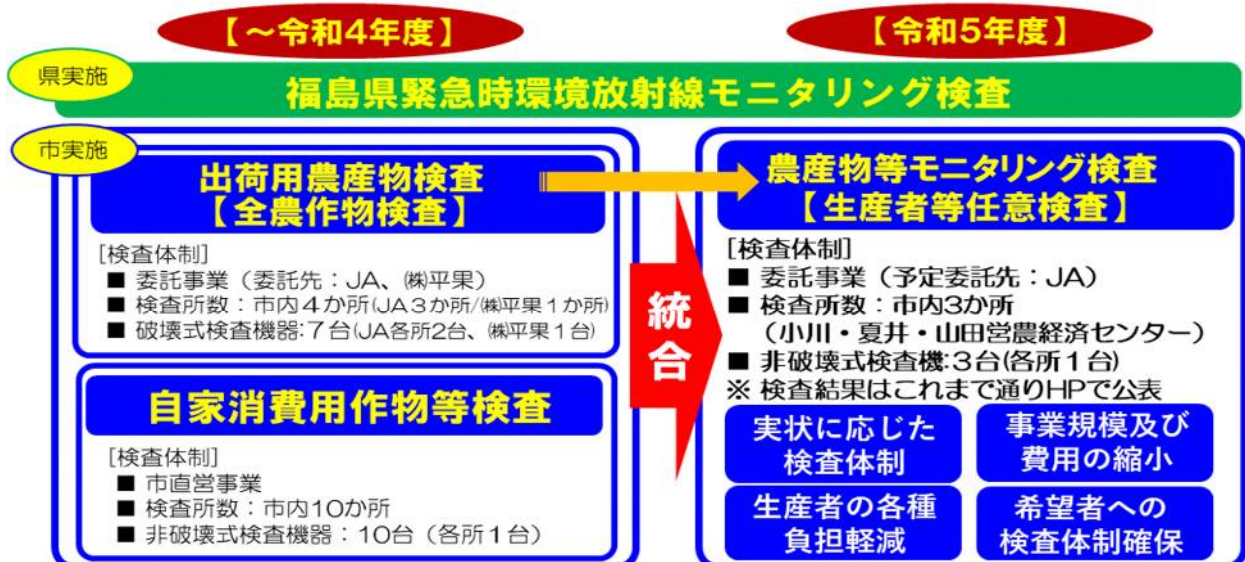 【～令和4年度】
【令和5年度】
県実施
福島県緊急時環境放射線モニタリング検査
市実施
出荷用農産物検査
【全農作物検査】
[検査体制]
■ 委託事業（委託先：JA、㈱平果）
■ 検査所数：市内4か所(JA3か所/㈱平果1か所)
■ 破壊式検査機器:7台(JA各所2台、㈱平果1台)
自家消費用作物等検査
[検査体制]
■ 市直営事業
■ 検査所数：市内10か所
■ 非破壊式検査機器：10台（各所1台）
統合
農産物等モニタリング検査
【生産者等任意検査】
[検査体制]
■ 委託事業（予定委託先：JA）
■ 検査所数：市内3か所
（小川・夏井・山田営農経済センター）
■ 非破壊式検査機:3台(各所1台)
※ 検査結果はこれまで通りHPで公表
実状に応じた
検査体制
事業規模及び
費用の縮小
生産者の各種
負担軽減
希望者への
検査体制確保